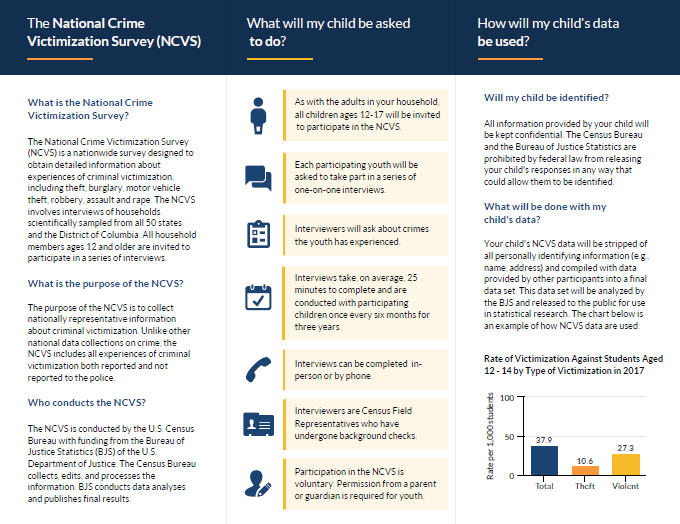 The National Crime
Victimization Survey (NCVS)
What is the National Crime
Victimization Survey?
The National Crime Victimization Survey
(NCVS) is a nationwide survey designed to
obtain detailed information about
experiences of criminal victimization,
including theft, burglary, motor vehicle
theft, robbery, assault and rape. The NCVS
involves interviews of households
scientifically sampled from all 50 states
and the District of Columbia. All household
members ages 12 and older are invited to
participate in a series of interviews.
What is the purpose of the NCVS?
The purpose of the NCVS is to collect
nationally representative information
about criminal victimization. Unlike other
national data collections on crime, the
NCVS includes all experiences of criminal
victimization both reported and not
reported to the police.
Who conducts the NCVS?
The NCVS is conducted by the U.S. Census
Bureau with funding from the Bureau of
Justice Statistics (BJS) of the U.S.
Department of Justice. The Census Bureau
collects, edits, and processes the
information. BJS conducts data analyses
and publishes final results.
What will my child be asked
to do?
As with the adults in your household,
all children ages 12-17 will be invited
to participate in the NCVS.
Each participating youth will be
asked to take part in a series of
one-on-one interviews.
Interviewers will ask about crimes
the youth has experienced.
Interviews take, on average, 25
minutes to complete and are
conducted with participating
children once every six months for
three years.
Interviews can be completed in-
person or by phone.
Interviewers are Census Field
Representatives who have
undergone background checks.
Participation in the NCVS is
voluntary. Permission from a parent
or guardian is required for youth.
How will my child's data
be used?
Will my child be identified?
All information provided by your child will
be kept confidential. The Census Bureau
and the Bureau of Justice Statistics are
prohibited by federal law from releasing
your child's responses in any way that
could allow them to be identified.
What will be done with my
child's data?
Your child's NCVS data will be stripped of
all personally identifying information (e.g.,
name, address) and compiled with data
provided by other participants into a final
data set. This data set will be analyzed by
the BJS and released to the public for use
in statistical research. The chart below is
an example of how NCVS data are used:
Rate of Victimization Against Students Aged
12 - 14 by Type of Victimization in 2017
Rate per 1,000 students
100
50
0
37.9
10.6
27.3
Total
Theft
Violent